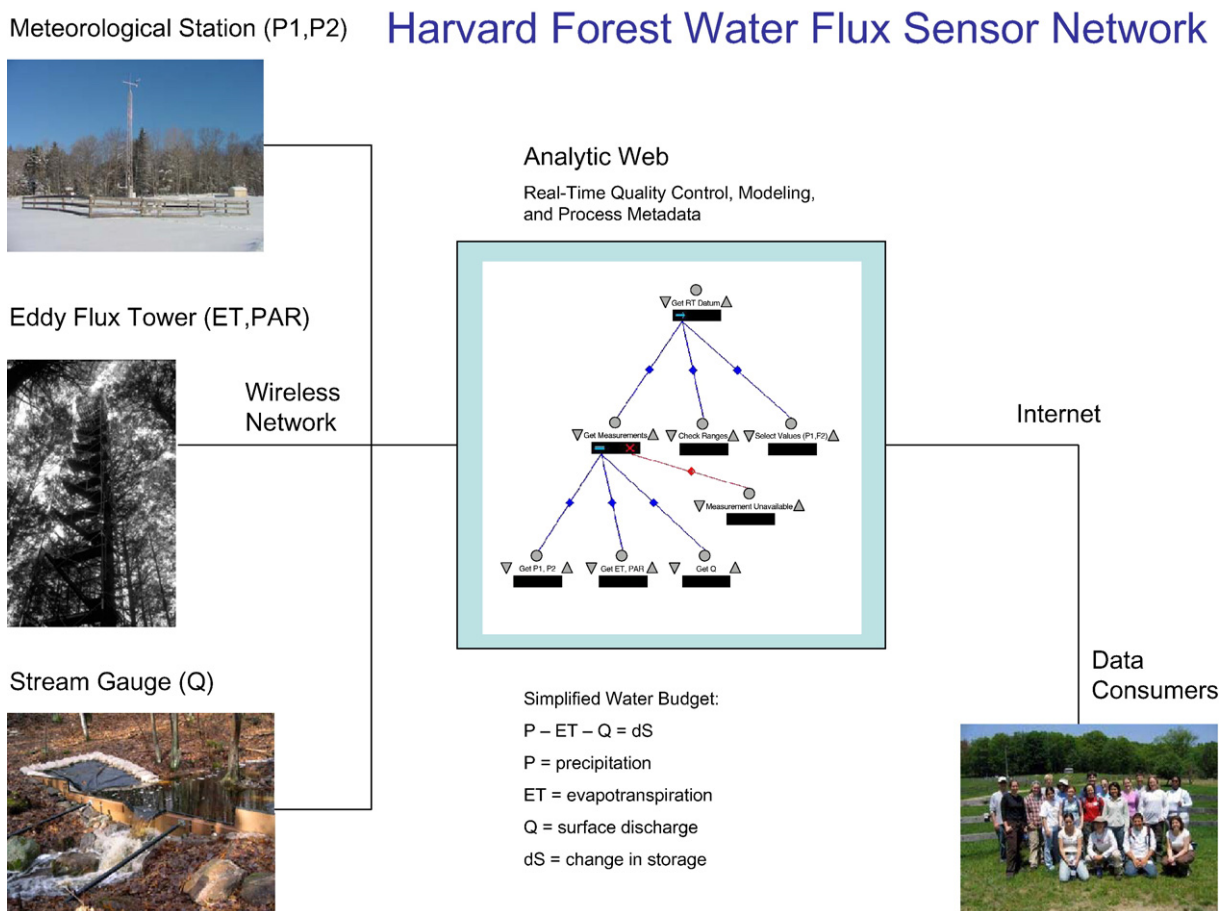 Meteorological Station (P1,P2)
Harvard Forest Water Flux Sensor Network
Eddy Flux Tower (ET,PAR)
Wireless
Network
Stream Gauge (Q)
Analytic Web
Real-Time Quality Control, Modeling,
and Process Metadata
Get RT Datum
Get Measurements
Check Ranges
Select Values (P1,P2)
Measurement Unavailable
Get P1, P2
Get ET, PAR
Get Q
Simplified Water Budget:
P – ET – Q = dS
P = precipitation
ET = evapotranspiration
Q = surface discharge
dS = change in storage
Internet
Data
Consumers